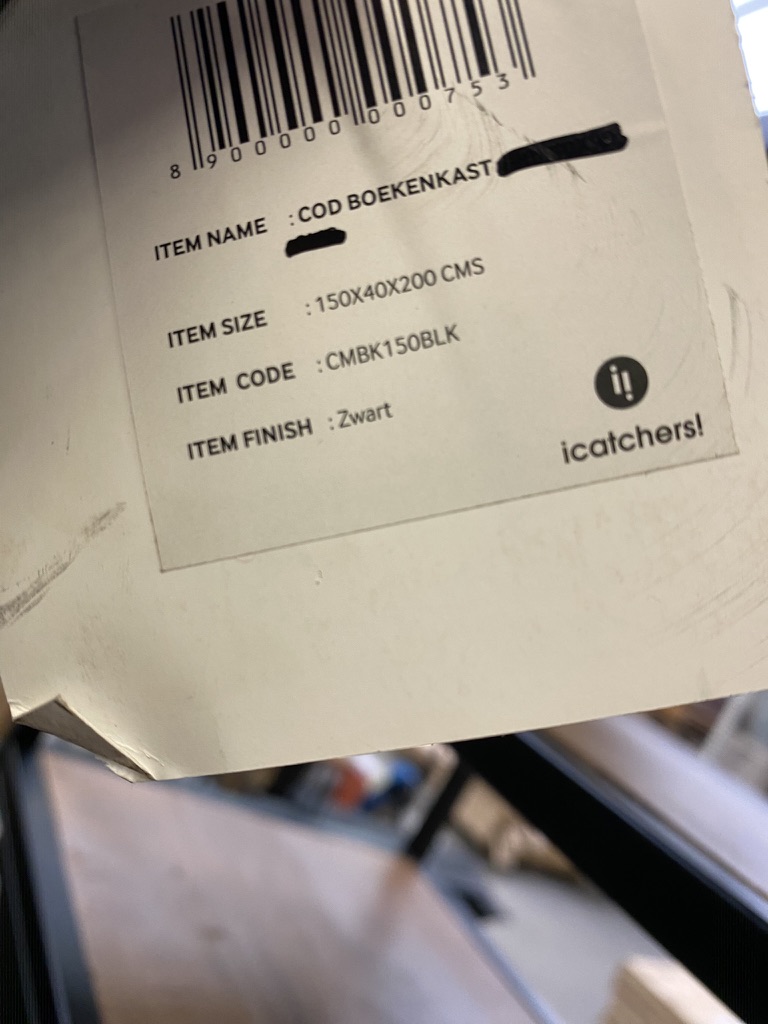 8 900000 000753
ITEM NAME : COD BOEKENKAST
ITEM SIZE : 150X40X200 CMS
ITEM CODE : CMBK150BLK
ITEM FINISH : Zwart
icatchers!